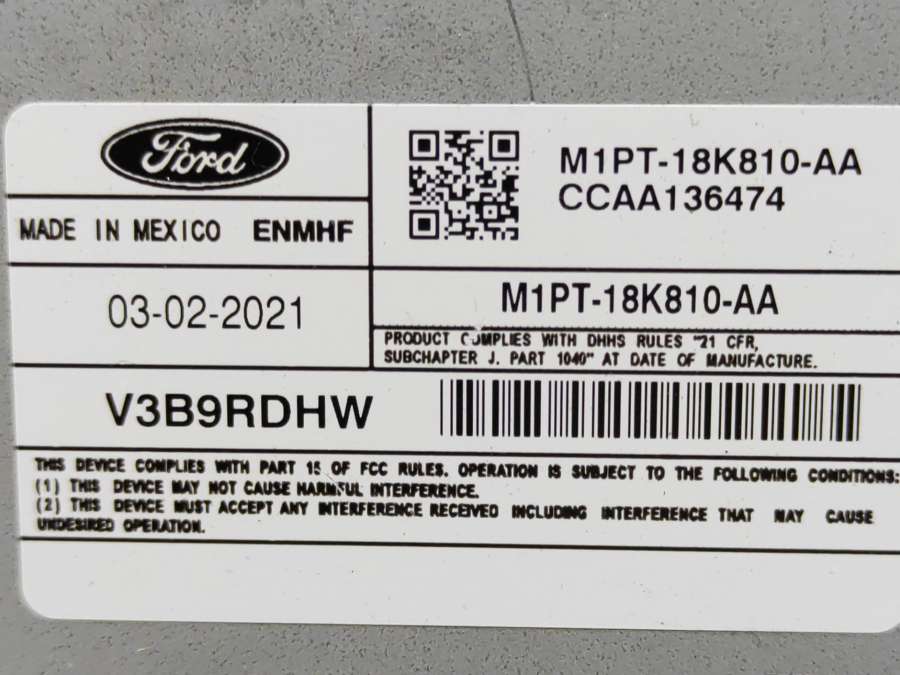 Ford
M1PT-18K810-AA
CCAA136474
MADE IN MEXICO ENMHF
03-02-2021
M1PT-18K810-AA
PRODUCT COMPLIES WITH DHHS RULES "21 CFR,
SUBCHAPTER J. PART 1040" AT DATE OF MANUFACTURE.
V3B9RDHW
THIS DEVICE COMPLIES WITH PART 15 OF FCC RULES. OPERATION IS SUBJECT TO THE FOLLOWING CONDITIONS:
(1) THIS DEVICE MAY NOT CAUSE HARMFUL INTERFERENCE.
(2) THIS DEVICE MUST ACCEPT ANY INTERFERENCE RECEIVED INCLUDING INTERFERENCE THAT MAY CAUSE
UNDESIRED OPERATION.